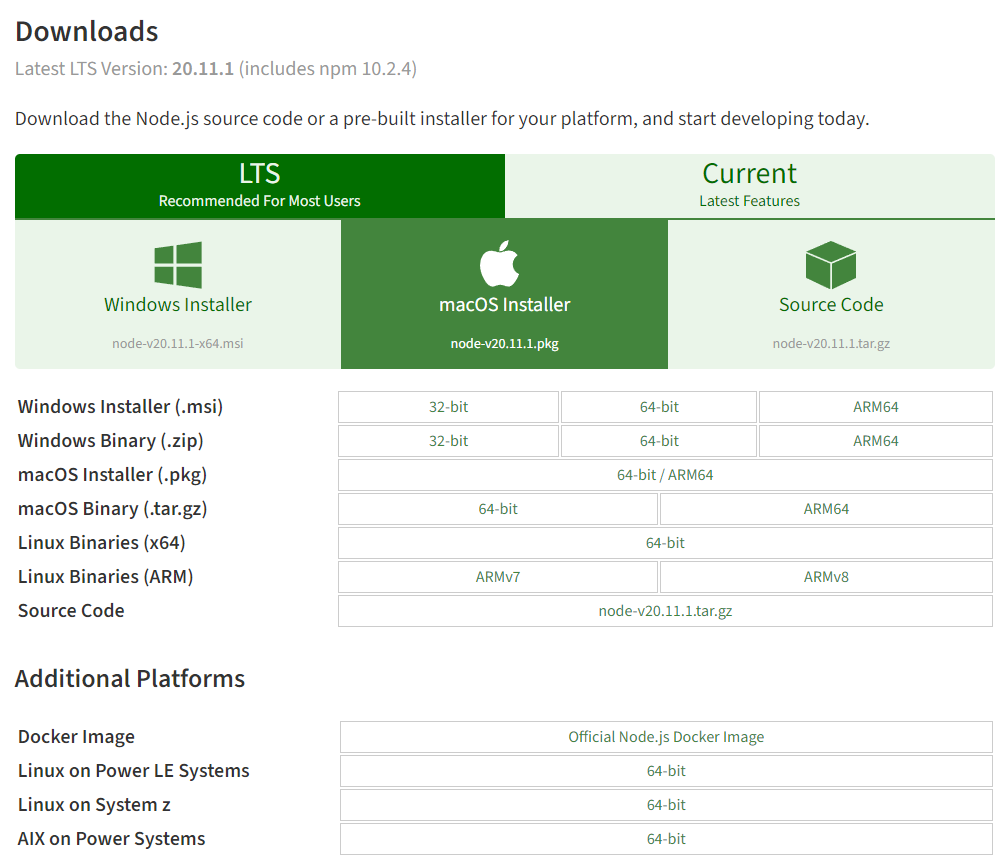 Downloads
Latest LTS Version: 20.11.1 (includes npm 10.2.4)
Download the Node.js source code or a pre-built installer for your platform, and start developing today.
LTS
Recommended For Most Users
Current
Latest Features
Windows Installer
node-v20.11.1-x64.msi
macOS Installer
node-v20.11.1.pkg
Source Code
node-v20.11.1.tar.gz
Windows Installer (.msi) 32-bit 64-bit ARM64
Windows Binary (.zip) 32-bit 64-bit ARM64
macOS Installer (.pkg) 64-bit / ARM64
macOS Binary (.tar.gz) 64-bit ARM64
Linux Binaries (x64) 64-bit
Linux Binaries (ARM) ARMv7 ARMv8
Source Code node-v20.11.1.tar.gz
Additional Platforms
Docker Image Official Node.js Docker Image
Linux on Power LE Systems 64-bit
Linux on System z 64-bit
AIX on Power Systems 64-bit